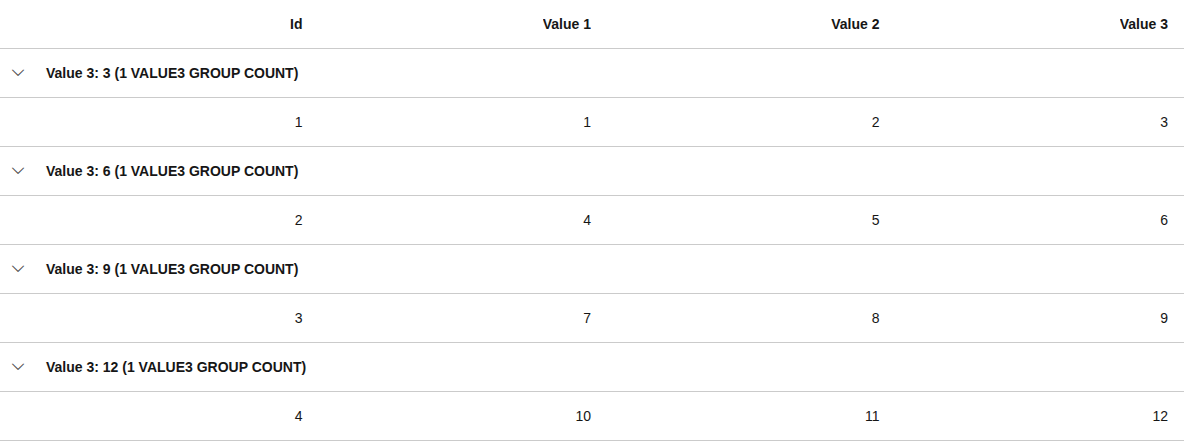 Id Value 1 Value 2 Value 3
Value 3: 3 (1 VALUE3 GROUP COUNT)
1 1 2 3
Value 3: 6 (1 VALUE3 GROUP COUNT)
2 4 5 6
Value 3: 9 (1 VALUE3 GROUP COUNT)
3 7 8 9
Value 3: 12 (1 VALUE3 GROUP COUNT)
4 10 11 12